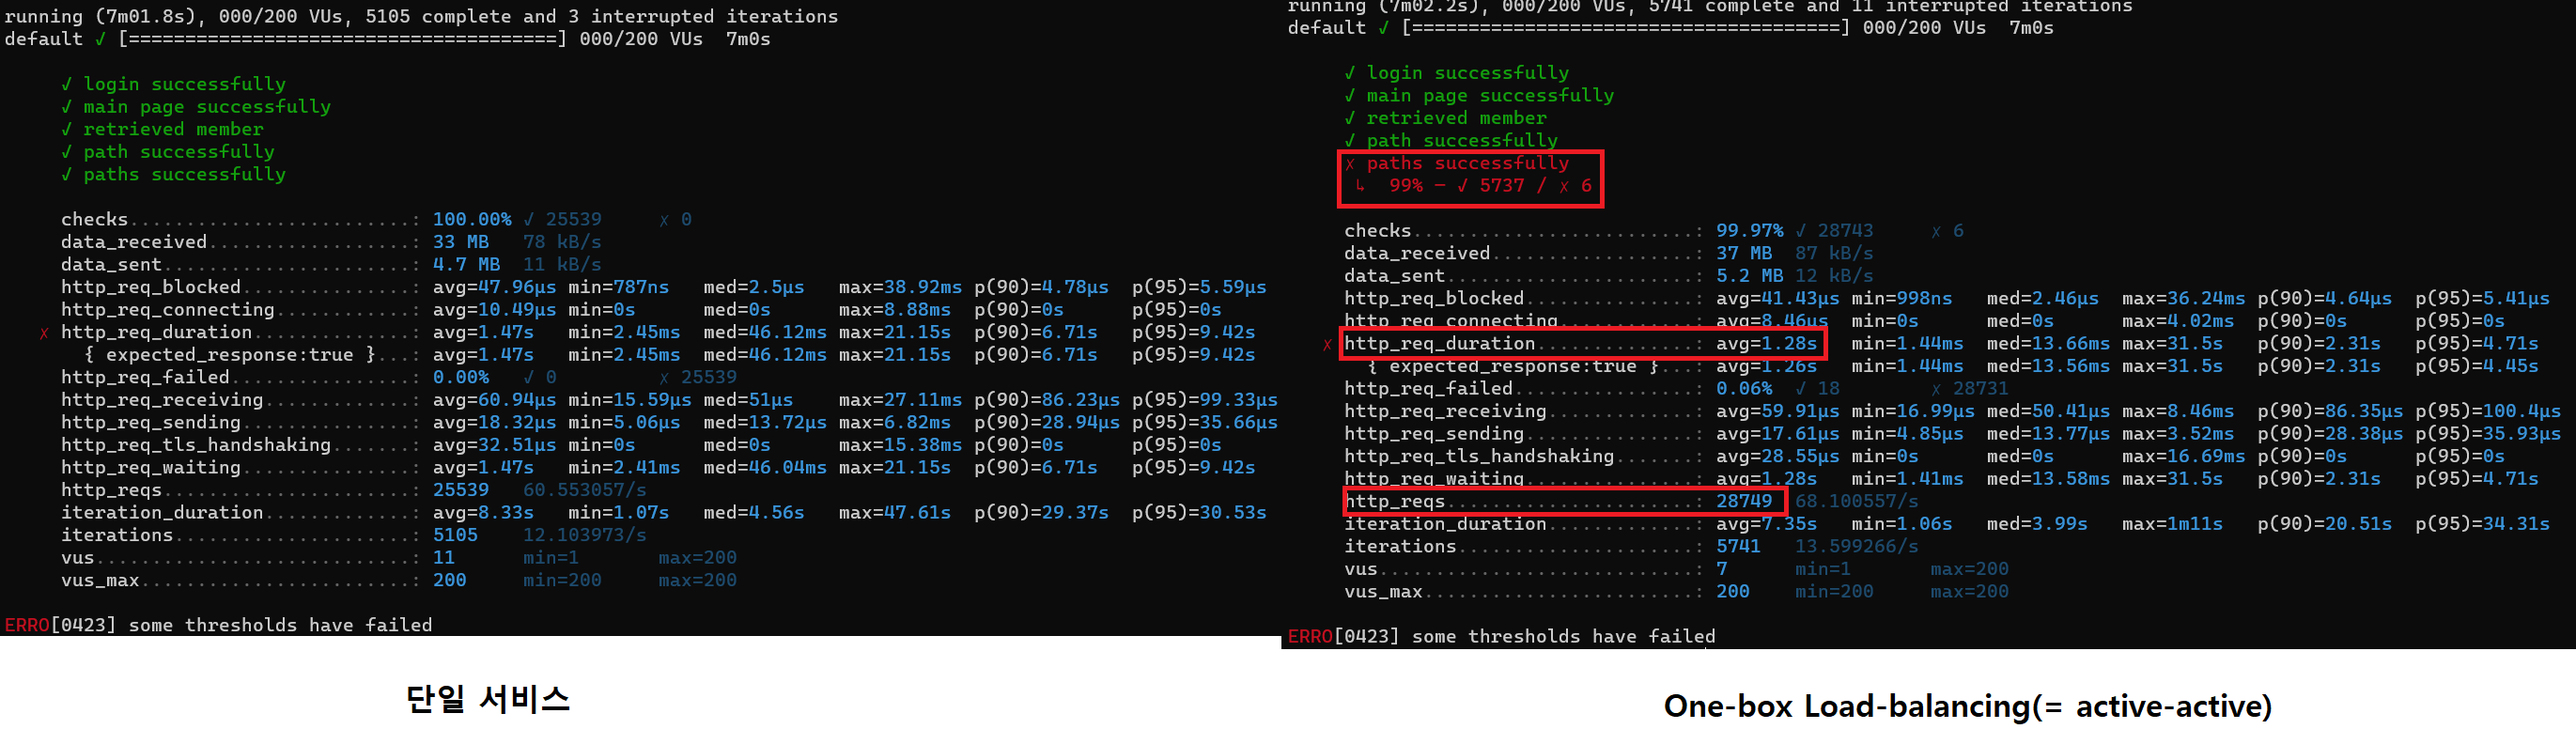 running (7m01.8s), 000/200 VUs, 5105 complete and 3 interrupted iterations
default ✓ [======================================] 000/200 VUs  7m0s
✓ login successfully
✓ main page successfully
✓ retrieved member
✓ path successfully
✓ paths successfully
checks.........................: 100.00% ✓ 25539     ✗ 0
data_received..................: 33 MB   78 kB/s
data_sent......................: 4.7 MB  11 kB/s
http_req_blocked...............: avg=47.96µs min=787ns   med=2.5µs   max=38.92ms p(90)=4.78µs  p(95)=5.59µs
http_req_connecting............: avg=10.49µs min=0s      med=0s      max=8.88ms  p(90)=0s      p(95)=0s
✗ http_req_duration..............: avg=1.47s   min=2.45ms  med=46.12ms max=21.15s  p(90)=6.71s   p(95)=9.42s
{ expected_response:true }...: avg=1.47s   min=2.45ms  med=46.12ms max=21.15s  p(90)=6.71s   p(95)=9.42s
http_req_failed................: 0.00%   ✓ 0         ✗ 25539
http_req_receiving.............: avg=60.94µs min=15.59µs med=51µs    max=27.11ms p(90)=86.23µs p(95)=99.33µs
http_req_sending...............: avg=18.32µs min=5.06µs  med=13.72µs max=6.82ms  p(90)=28.94µs p(95)=35.66µs
http_req_tls_handshaking.......: avg=32.51µs min=0s      med=0s      max=15.38ms p(90)=0s      p(95)=0s
http_req_waiting...............: avg=1.47s   min=2.41ms  med=46.04ms max=21.15s  p(90)=6.71s   p(95)=9.42s
http_reqs......................: 25539   60.553057/s
iteration_duration.............: avg=8.33s   min=1.07s   med=4.56s   max=47.61s  p(90)=29.37s  p(95)=30.53s
iterations.....................: 5105    12.103973/s
vus............................: 11      min=1       max=200
vus_max........................: 200     min=200     max=200
ERRO[0423] some thresholds have failed
단일 서비스
running (7m02.2s), 000/200 VUs, 5741 complete and 11 interrupted iterations
default ✓ [======================================] 000/200 VUs  7m0s
✓ login successfully
✓ main page successfully
✓ retrieved member
✓ path successfully
✗ paths successfully
↳  99% — ✓ 5737 / ✗ 6
checks.........................: 99.97% ✓ 28743     ✗ 6
data_received..................: 37 MB  87 kB/s
data_sent......................: 5.2 MB 12 kB/s
http_req_blocked...............: avg=41.43µs min=998ns   med=2.46µs  max=36.24ms p(90)=4.64µs  p(95)=5.41µs
http_req_connecting............: avg=8.46µs  min=0s      med=0s      max=4.02ms  p(90)=0s      p(95)=0s
✗ http_req_duration..............: avg=1.28s   min=1.44ms  med=13.66ms max=31.5s   p(90)=2.31s   p(95)=4.71s
{ expected_response:true }...: avg=1.26s   min=1.44ms  med=13.56ms max=31.5s   p(90)=2.31s   p(95)=4.45s
http_req_failed................: 0.06%  ✓ 18        ✗ 28731
http_req_receiving.............: avg=59.91µs min=16.99µs med=50.41µs max=8.46ms  p(90)=86.35µs p(95)=100.4µs
http_req_sending...............: avg=17.61µs min=4.85µs  med=13.77µs max=3.52ms  p(90)=28.38µs p(95)=35.93µs
http_req_tls_handshaking.......: avg=28.55µs min=0s      med=0s      max=16.69ms p(90)=0s      p(95)=0s
http_req_waiting...............: avg=1.28s   min=1.41ms  med=13.58ms max=31.5s   p(90)=2.31s   p(95)=4.71s
http_reqs......................: 28749  68.100557/s
iteration_duration.............: avg=7.35s   min=1.06s   med=3.99s   max=1m11s   p(90)=20.51s  p(95)=34.31s
iterations.....................: 5741   13.599266/s
vus............................: 7      min=1       max=200
vus_max........................: 200    min=200     max=200
ERRO[0423] some thresholds have failed
One-box Load-balancing(= active-active)